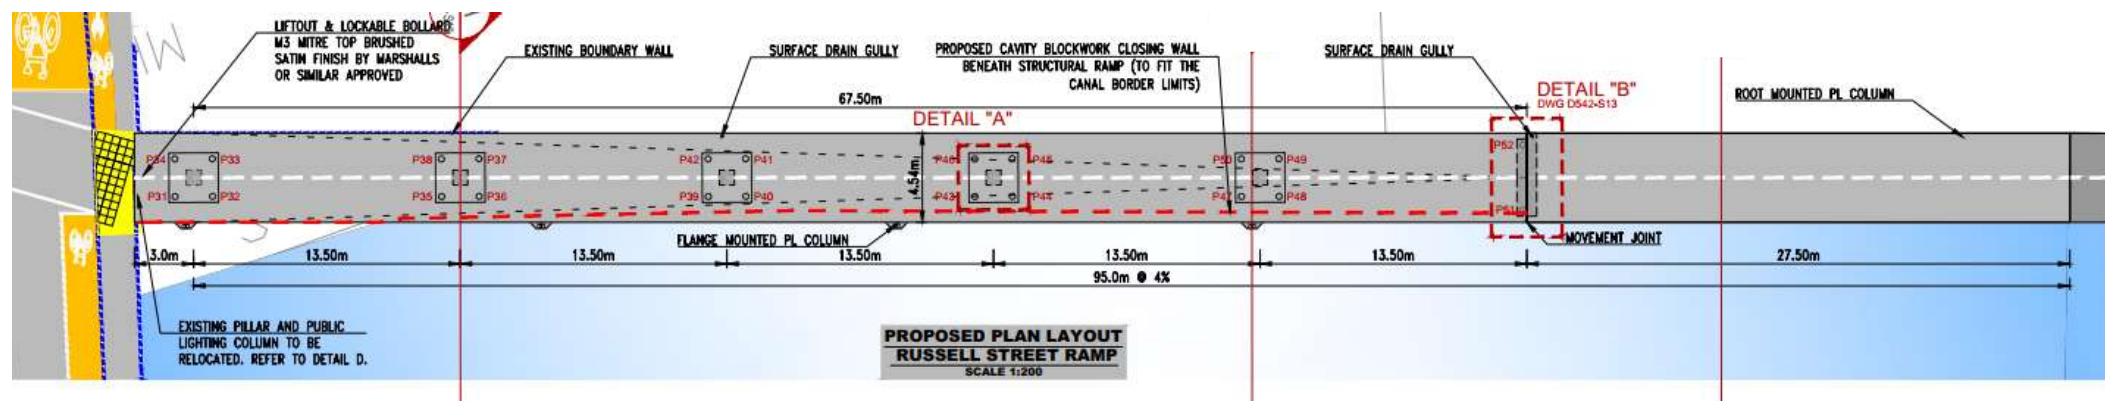 LIFTOUT & LOCKABLE BOLLARD
M3 MITRE TOP BRUSHED
SATIN FINISH BY MARSHALLS
OR SIMILAR APPROVED
EXISTING BOUNDARY WALL
SURFACE DRAIN GULLY
PROPOSED CAVITY BLOCKWORK CLOSING WALL
BENEATH STRUCTURAL RAMP (TO FIT THE
CANAL BORDER LIMITS)
SURFACE DRAIN GULLY
DETAIL "B"
DWG D542-S13
ROOT MOUNTED PL COLUMN
67.50m
DETAIL "A"
P34 P33
P38 P37
P42 P41
P46 P45
P50 P49
P52
4.54m
P31 P32
P35 P36
P39 P40
P43 P44
P47 P48
P51
FLANGE MOUNTED PL COLUMN
MOVEMENT JOINT
3.0m
13.50m
13.50m
13.50m
13.50m
13.50m
27.50m
95.0m @ 4%
EXISTING PILLAR AND PUBLIC
LIGHTING COLUMN TO BE
RELOCATED. REFER TO DETAIL D.
PROPOSED PLAN LAYOUT
RUSSELL STREET RAMP
SCALE 1:200